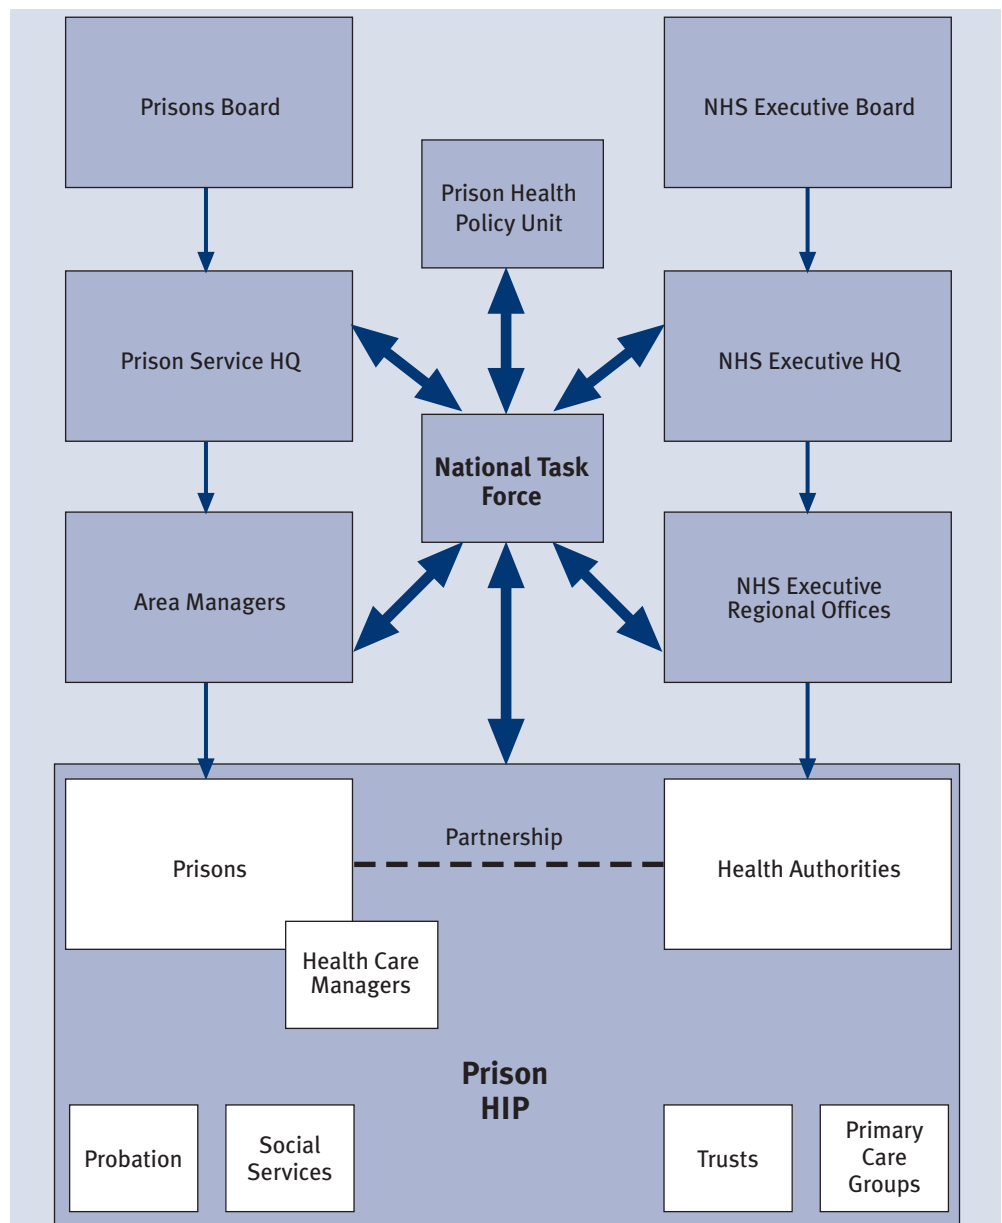 Prisons Board
NHS Executive Board
Prison Health
Policy Unit
Prison Service HQ
NHS Executive HQ
National Task
Force
Area Managers
NHS Executive
Regional Offices
Partnership
Prisons
Health Authorities
Health Care
Managers
Prison
HIP
Probation
Social
Services
Trusts
Primary
Care
Groups